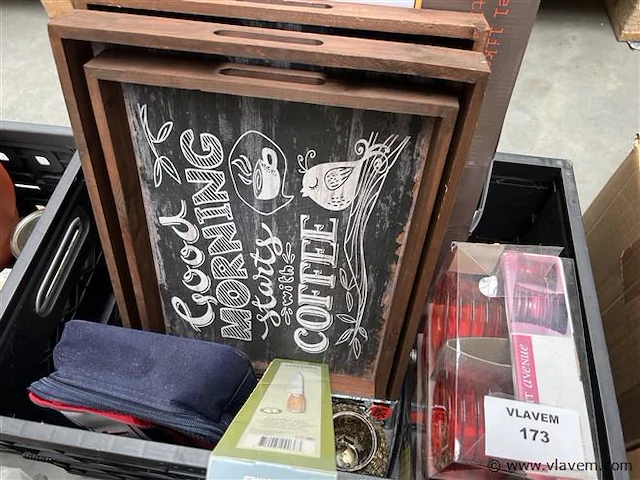 Good
MORNING
starts
with
COFFEE
T avenue
VLAVEM
173
© www.vlavem.com